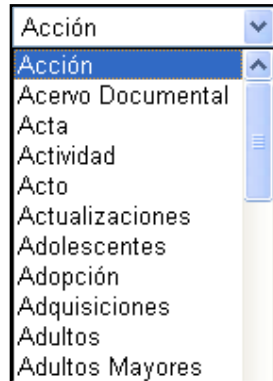 Acción
Acción
Acervo Documental
Acta
Actividad
Acto
Actualizaciones
Adolescentes
Adopción
Adquisiciones
Adultos
Adultos Mayores